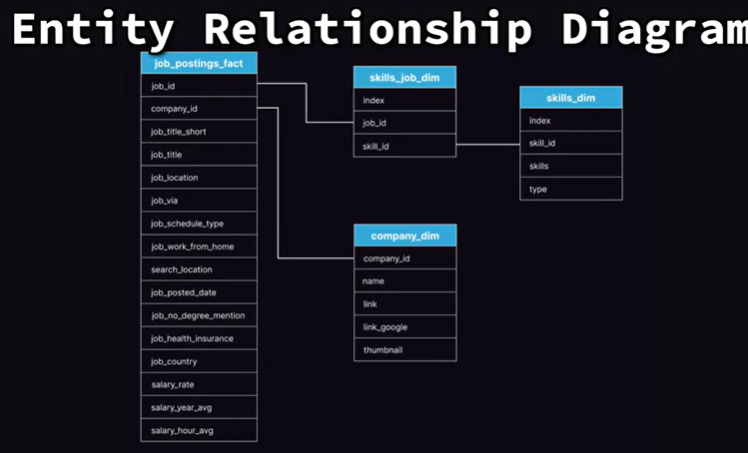 Entity Relationship Diagram
job_postings_fact
job_id
company_id
job_title_short
job_title
job_location
job_via
job_schedule_type
job_work_from_home
search_location
job_posted_date
job_no_degree_mention
job_health_insurance
job_country
salary_rate
salary_year_avg
salary_hour_avg
skills_job_dim
index
job_id
skill_id
skills_dim
index
skill_id
skills
type
company_dim
company_id
name
link
link_google
thumbnail